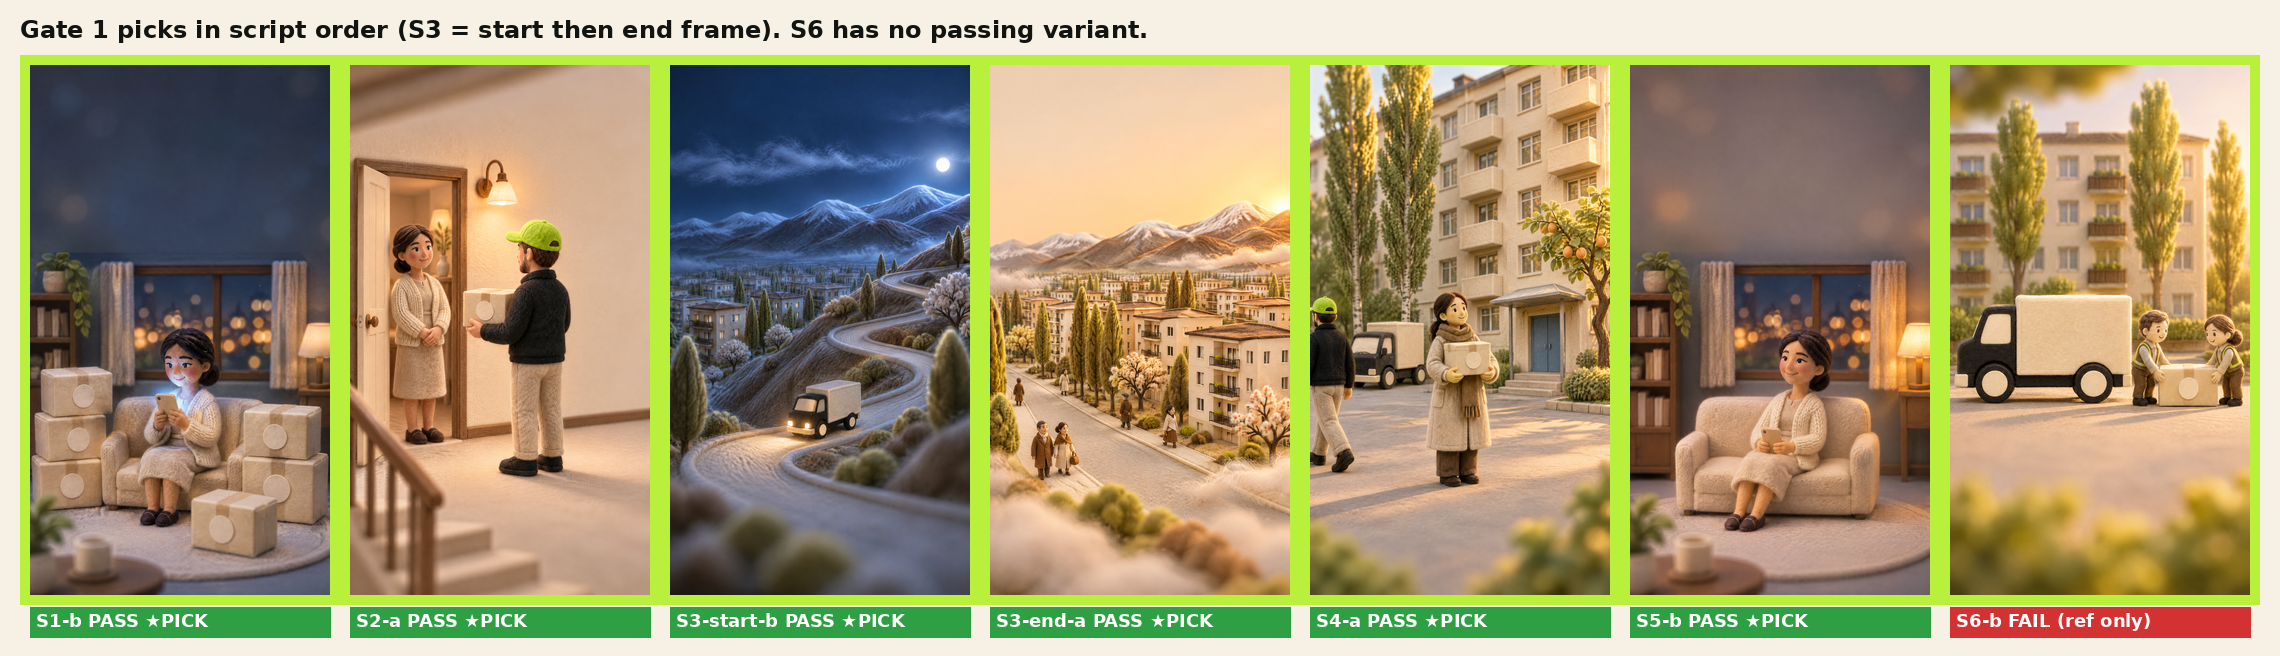 Gate 1 picks in script order (S3 = start then end frame). S6 has no passing variant.
S1-b PASS ★PICK
S2-a PASS ★PICK
S3-start-b PASS ★PICK
S3-end-a PASS ★PICK
S4-a PASS ★PICK
S5-b PASS ★PICK
S6-b FAIL (ref only)